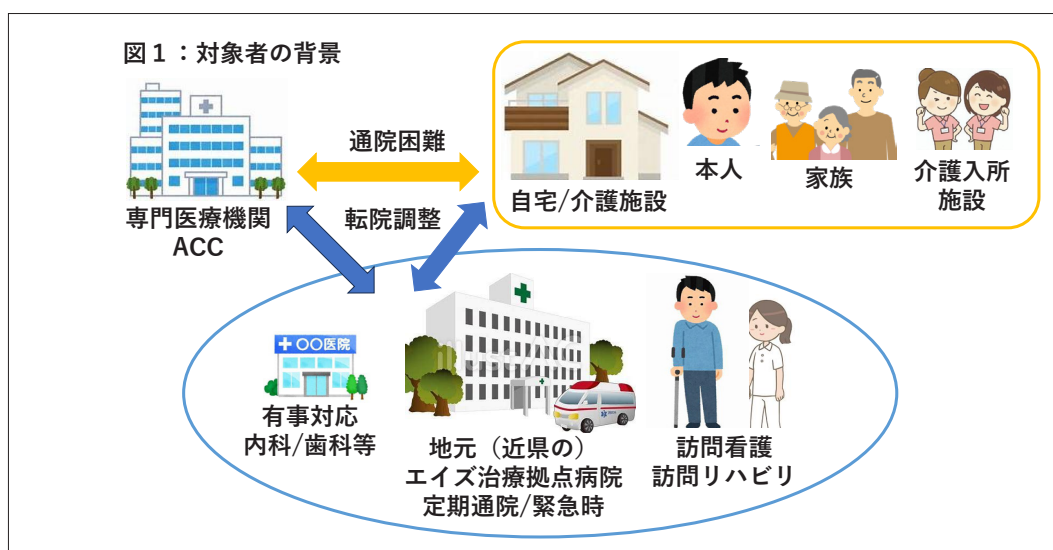 図1：対象者の背景
専門医療機関
ACC
通院困難
転院調整
自宅/介護施設
本人
家族
介護入所
施設
〇〇医院
有事対応
内科/歯科等
地元（近県の）
エイズ治療拠点病院
定期通院/緊急時
訪問看護
訪問リハビリ